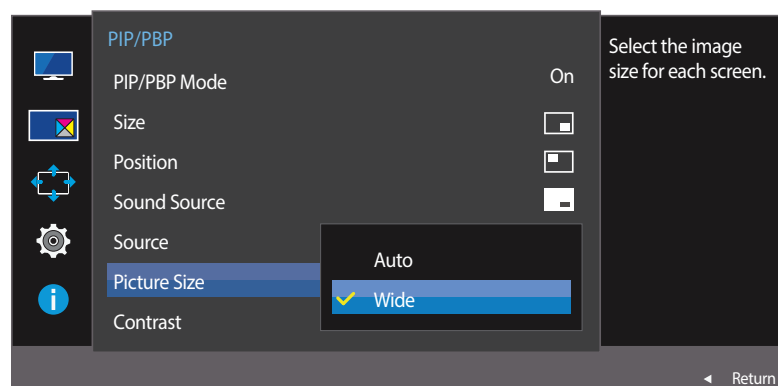 PIP/PBP
PIP/PBP Mode On
Size
Position
Sound Source
Source
Picture Size
Contrast
Auto
Wide
Select the image
size for each screen.
Return